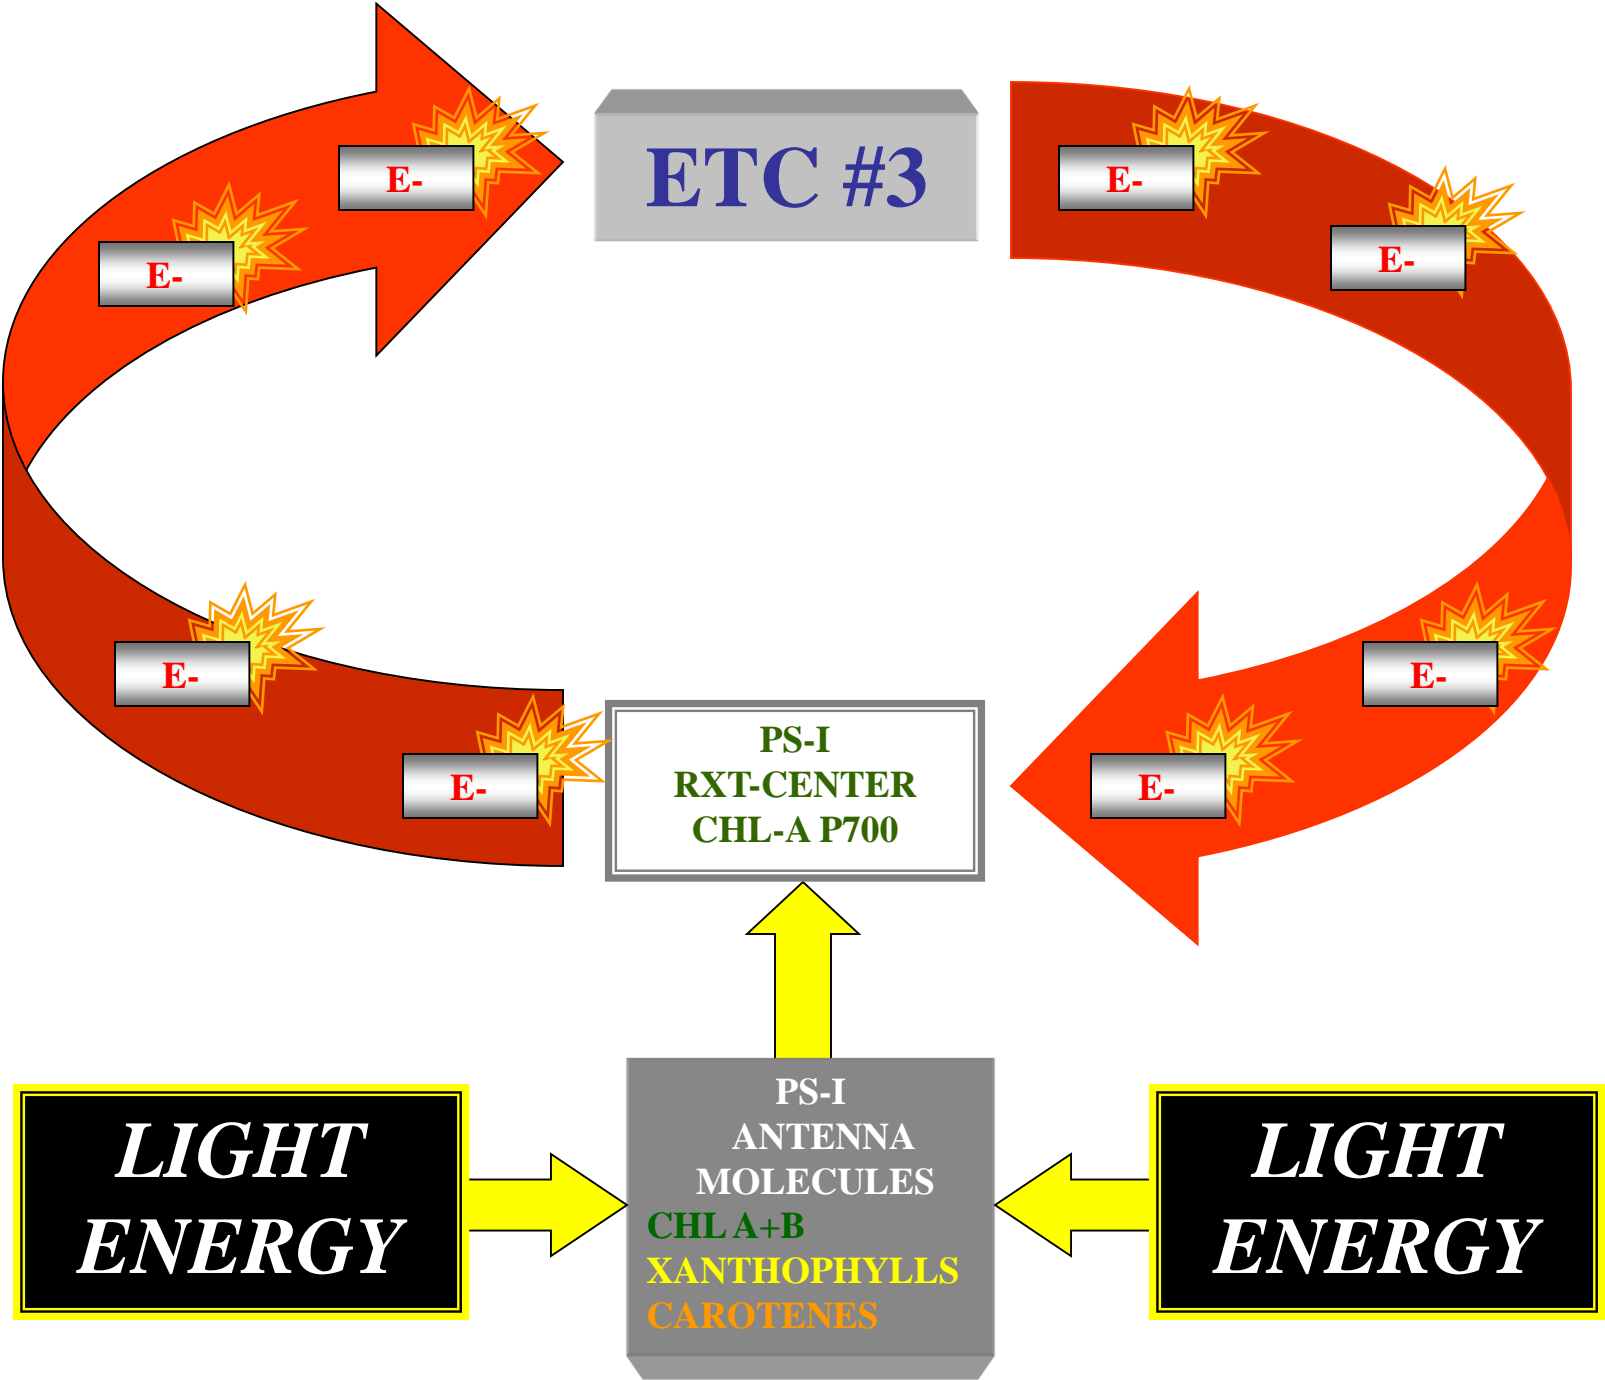 E-
ETC #3
E-
E-
E-
E-
E-
E-
E-
PS-I
RXT-CENTER
CHL-A P700
PS-I
ANTENNA
MOLECULES
CHL A+B
XANTHOPHYLLS
CAROTENES
LIGHT
ENERGY
LIGHT
ENERGY